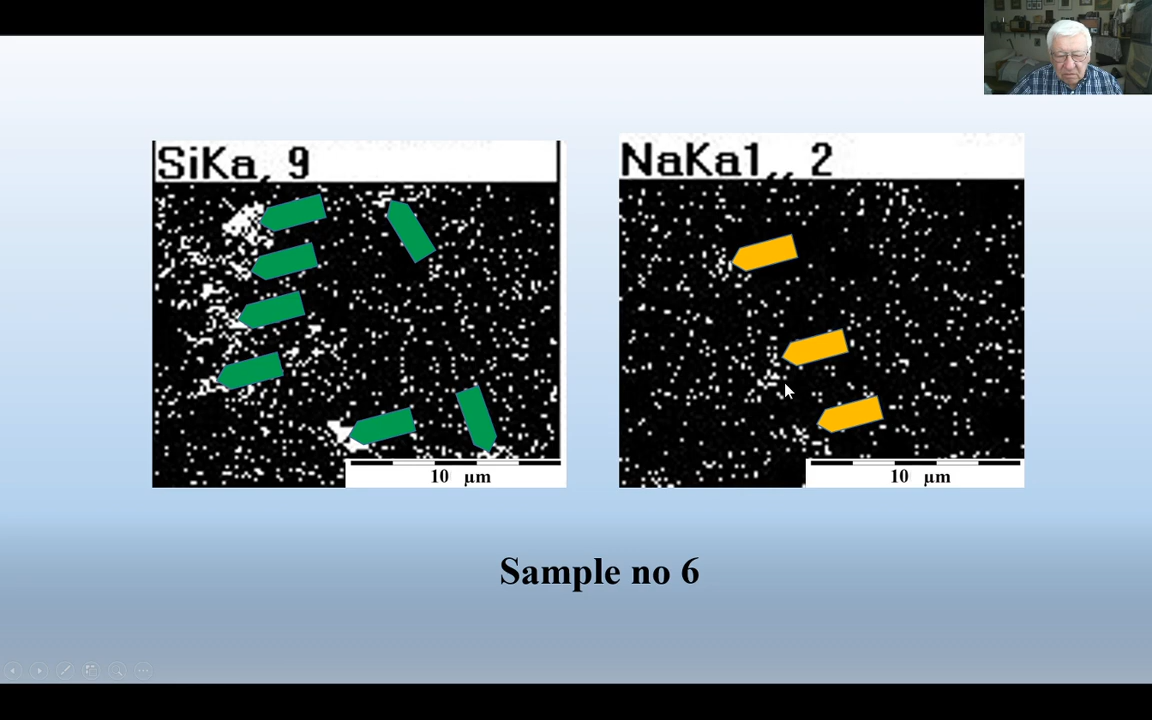 SiKa, 9
NaKa1,, 2
10 μm
10 μm
Sample no 6